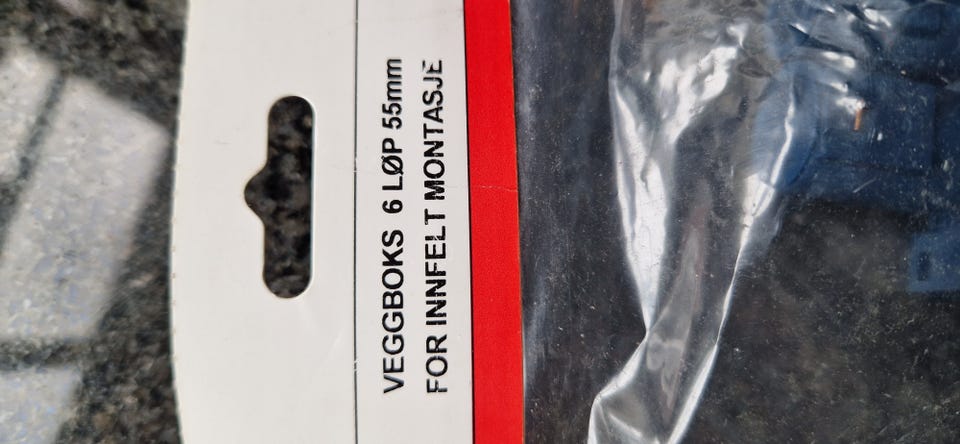 VEGGBOKS 6 LØP 55mm
FOR INNFELT MONTASJE